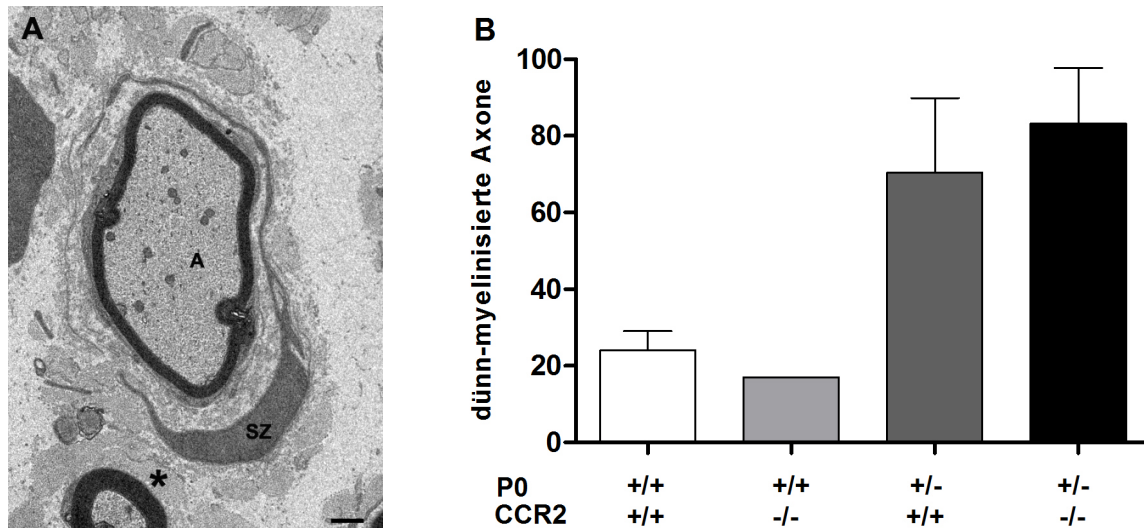 A
A
SZ
*
B
dünn-myelinisierte Axone
100
80
60
40
20
0
P0 +/+ +/+ +/- +/-
CCR2 +/+ -/- +/+ -/-